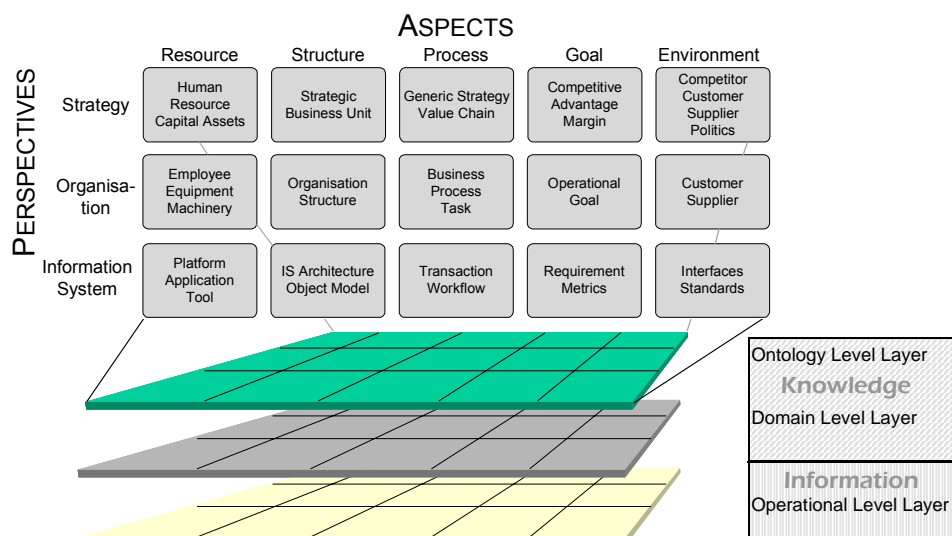 ASPECTS
Resource Structure Process Goal Environment
PERSPECTIVES
Strategy
Human
Resource
Capital Assets
Strategic
Business Unit
Generic Strategy
Value Chain
Competitive
Advantage
Margin
Competitor
Customer
Supplier
Politics
Organisa-
tion
Employee
Equipment
Machinery
Organisation
Structure
Business
Process
Task
Operational
Goal
Customer
Supplier
Information
System
Platform
Application
Tool
IS Architecture
Object Model
Transaction
Workflow
Requirement
Metrics
Interfaces
Standards
Ontology Level Layer
Knowledge
Domain Level Layer
Information
Operational Level Layer